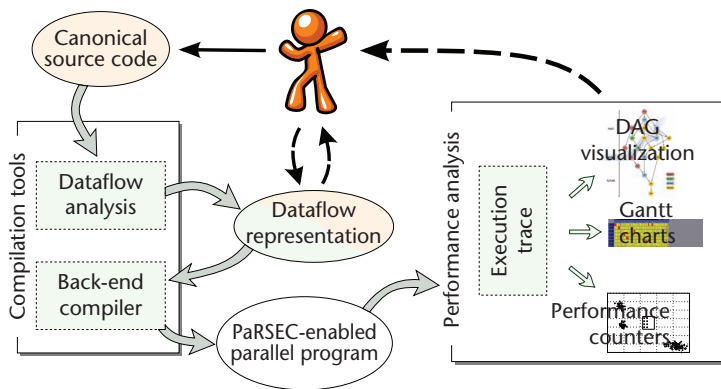 Canonical
source code
Compilation tools
Dataflow
analysis
Dataflow
representation
Back-end
compiler
PaRSEC-enabled
parallel program
Performance analysis
Execution
trace
DAG
visualization
Gantt
charts
Performance
counters